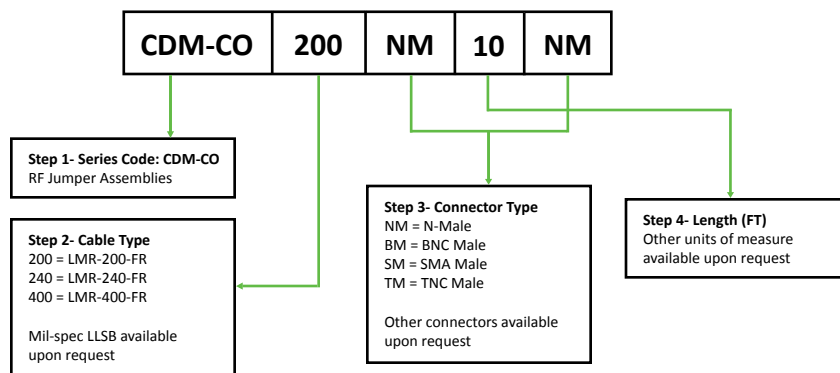 CDM-CO 200 NM 10 NM
Step 1- Series Code: CDM-CO
RF Jumper Assemblies
Step 2- Cable Type
200 = LMR-200-FR
240 = LMR-240-FR
400 = LMR-400-FR
Mil-spec LLSB available
upon request
Step 3- Connector Type
NM = N-Male
BM = BNC Male
SM = SMA Male
TM = TNC Male
Other connectors available
upon request
Step 4- Length (FT)
Other units of measure
available upon request